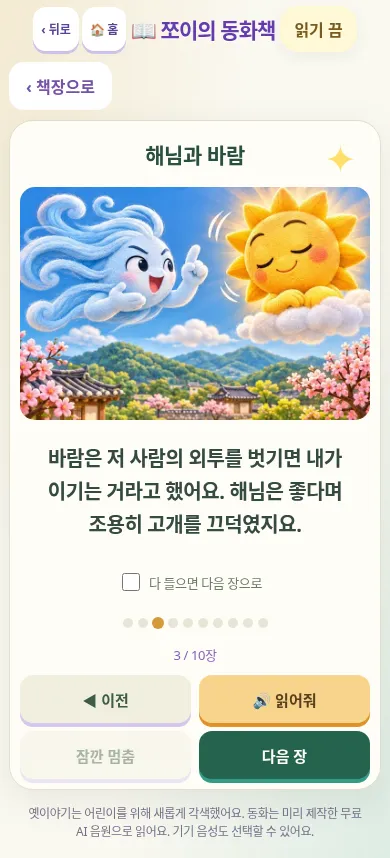 ‹ 뒤로 🏠 홈 📖 쪼이의 동화책 읽기 끔
‹ 책장으로
해님과 바람
바람은 저 사람의 외투를 벗기면 내가
이기는 거라고 했어요. 해님은 좋다며
조용히 고개를 끄덕였지요.
다 들으면 다음 장으로
3 / 10장
◀ 이전 🔊 읽어줘
잠깐 멈춤 다음 장
옛이야기는 어린이를 위해 새롭게 각색했어요. 동화는 미리 제작한 무료
AI 음원으로 읽어요. 기기 음성도 선택할 수 있어요.